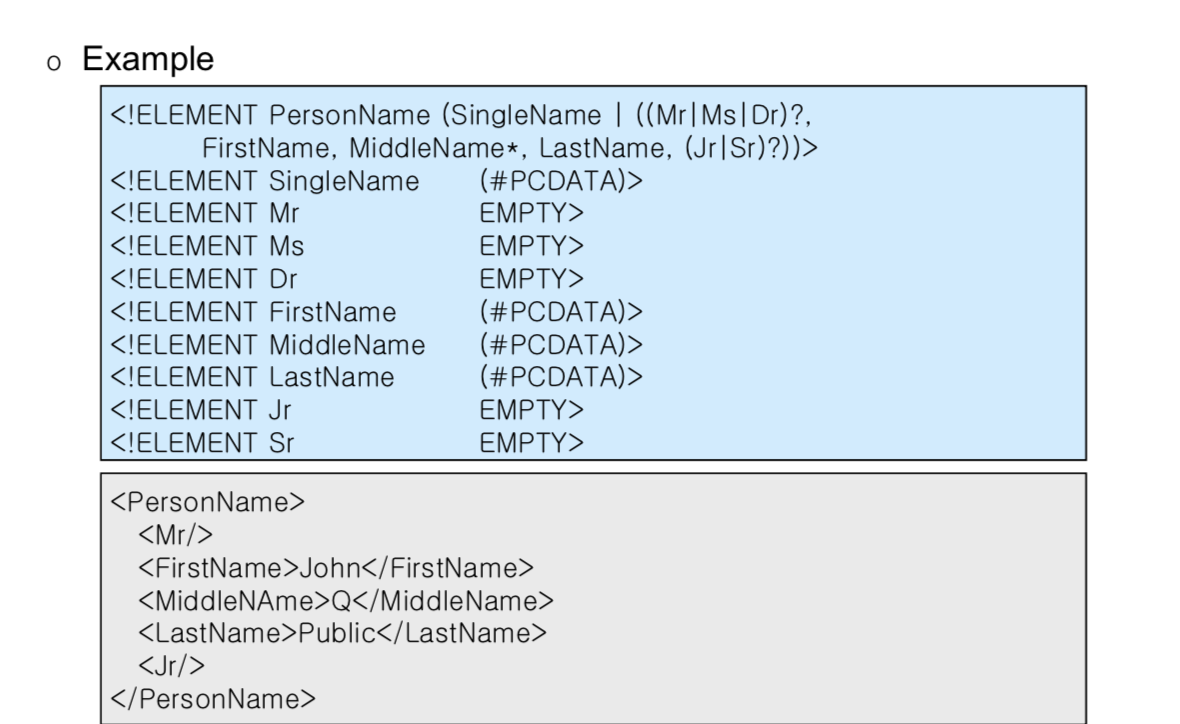 o Example
<!ELEMENT PersonName (SingleName | ((Mr|Ms|Dr)?,
FirstName, MiddleName*, LastName, (Jr|Sr)?))>
<!ELEMENT SingleName (#PCDATA)>
<!ELEMENT Mr EMPTY>
<!ELEMENT Ms EMPTY>
<!ELEMENT Dr EMPTY>
<!ELEMENT FirstName (#PCDATA)>
<!ELEMENT MiddleName (#PCDATA)>
<!ELEMENT LastName (#PCDATA)>
<!ELEMENT Jr EMPTY>
<!ELEMENT Sr EMPTY>
<PersonName>
<Mr/>
<FirstName>John</FirstName>
<MiddleNAme>Q</MiddleName>
<LastName>Public</LastName>
<Jr/>
</PersonName>